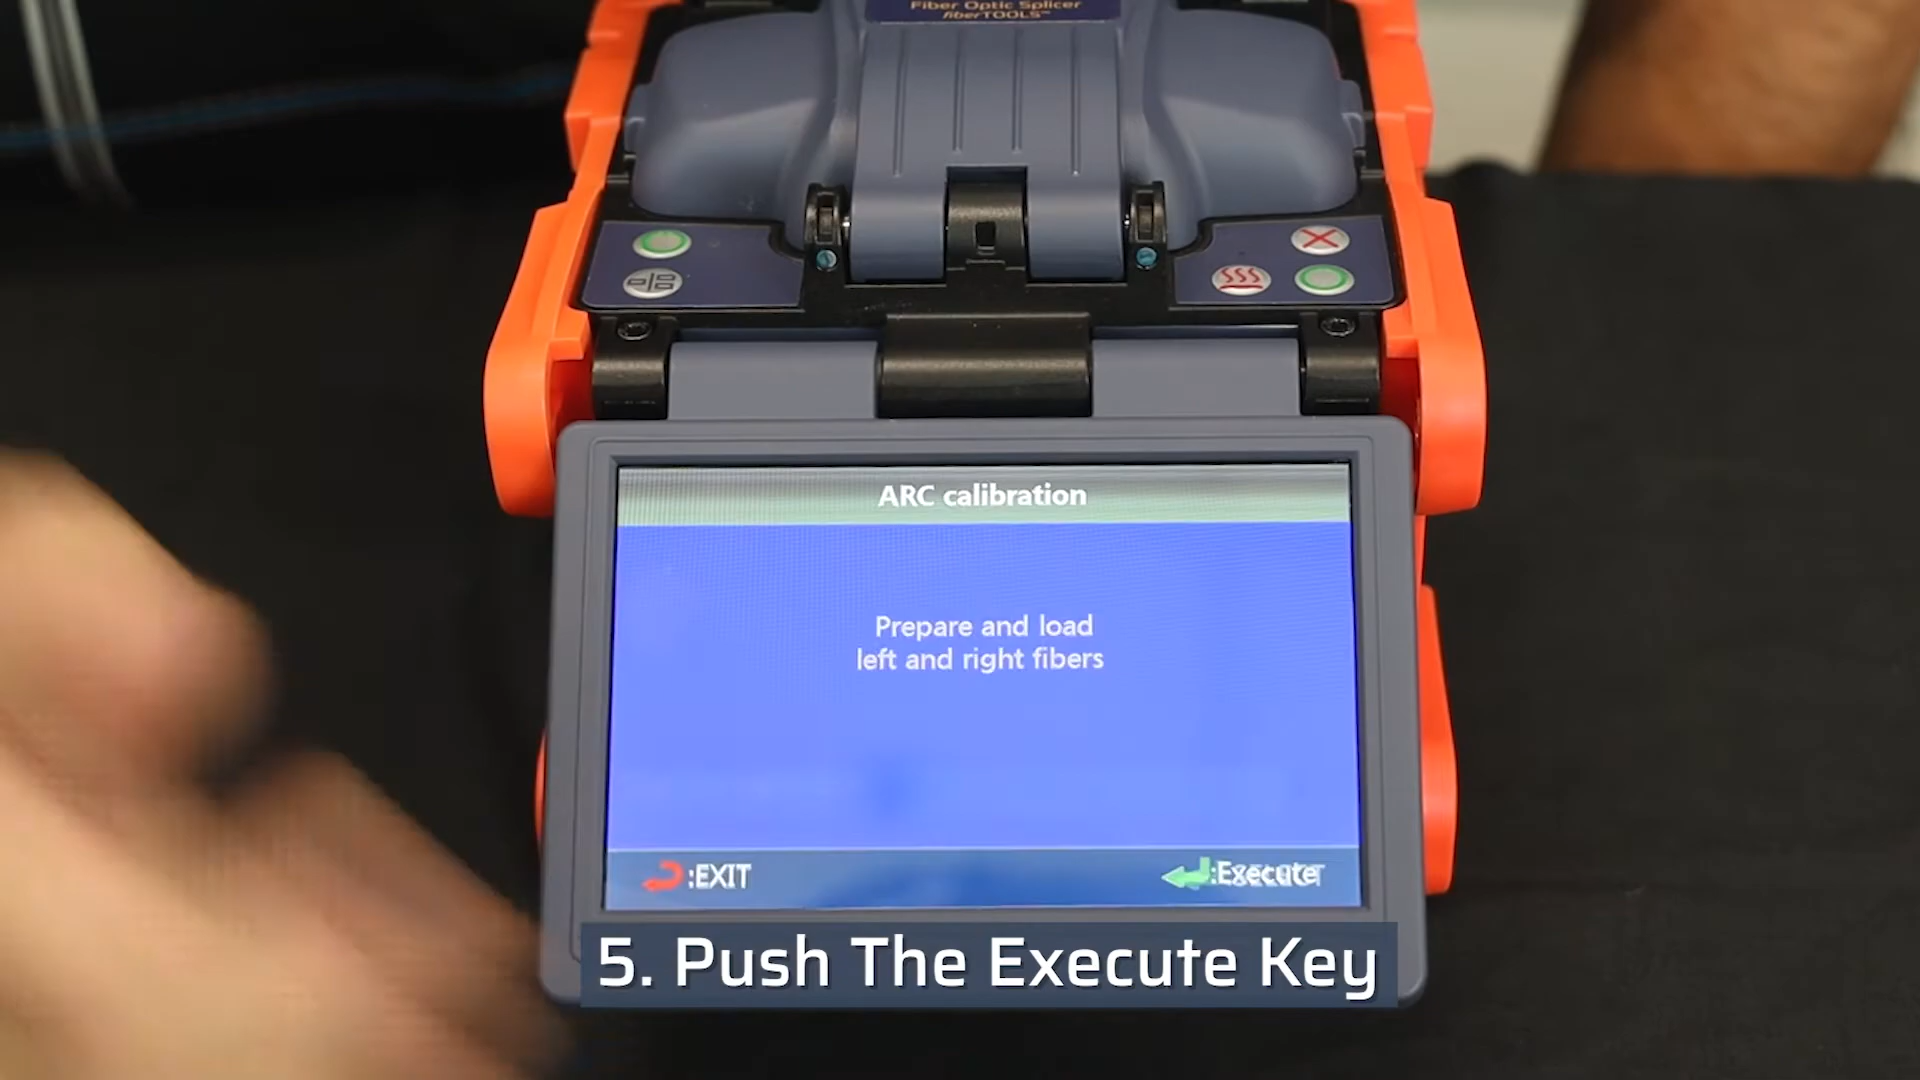 Fiber Optic Splicer
fiberTOOLS™
ARC calibration
Prepare and load
left and right fibers
:EXIT
:Execute
5. Push The Execute Key